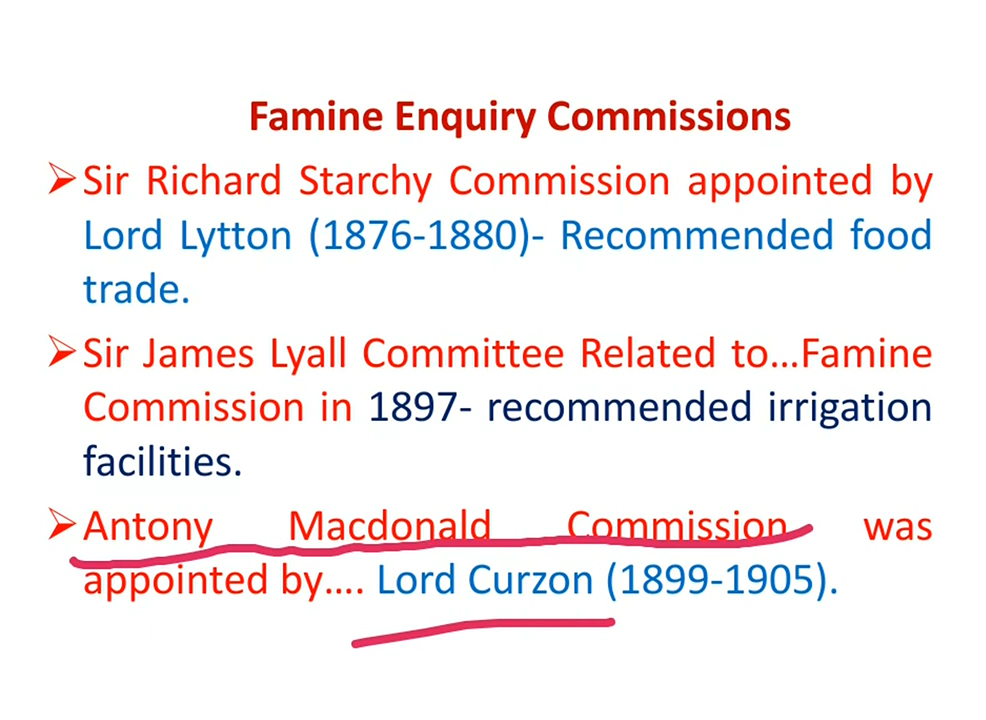 Famine Enquiry Commissions
➢Sir Richard Starchy Commission appointed by
Lord Lytton (1876-1880)- Recommended food
trade.
➢Sir James Lyall Committee Related to…Famine
Commission in 1897- recommended irrigation
facilities.
➢Antony Macdonald Commission was
appointed by…. Lord Curzon (1899-1905).